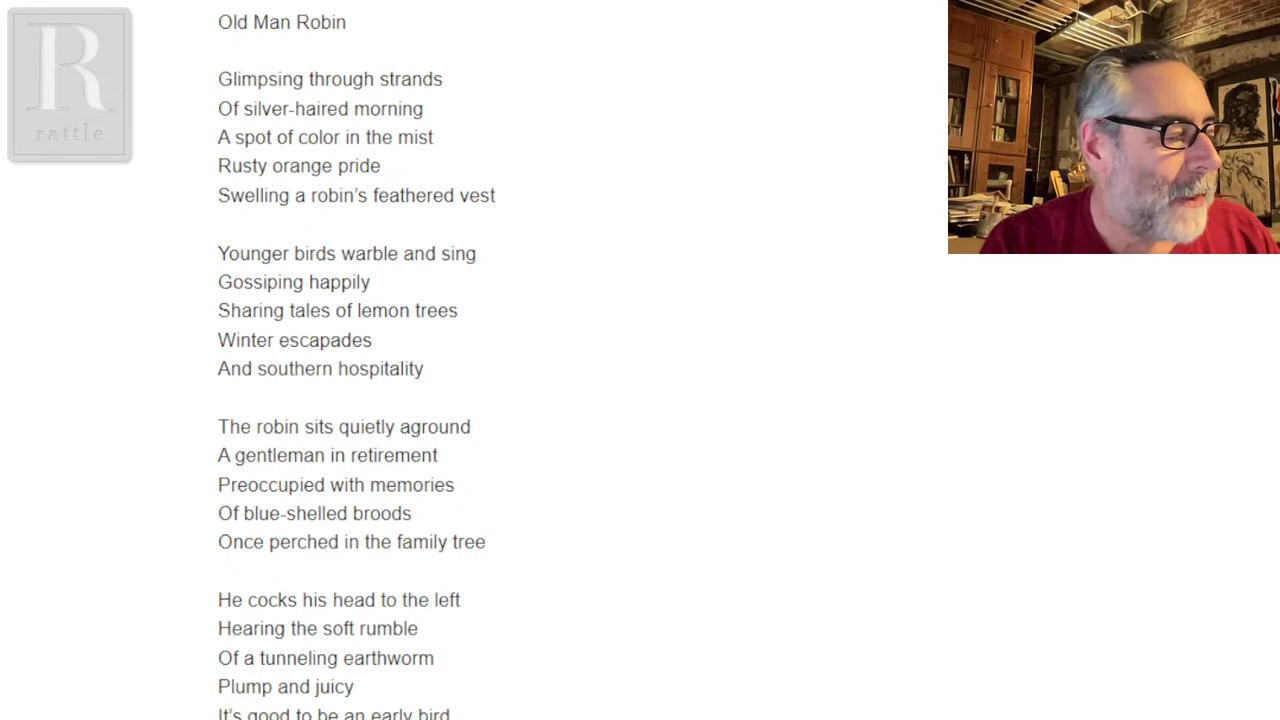 R
rattle
Old Man Robin
Glimpsing through strands
Of silver-haired morning
A spot of color in the mist
Rusty orange pride
Swelling a robin's feathered vest
Younger birds warble and sing
Gossiping happily
Sharing tales of lemon trees
Winter escapades
And southern hospitality
The robin sits quietly aground
A gentleman in retirement
Preoccupied with memories
Of blue-shelled broods
Once perched in the family tree
He cocks his head to the left
Hearing the soft rumble
Of a tunneling earthworm
Plump and juicy
It's good to be an early bird